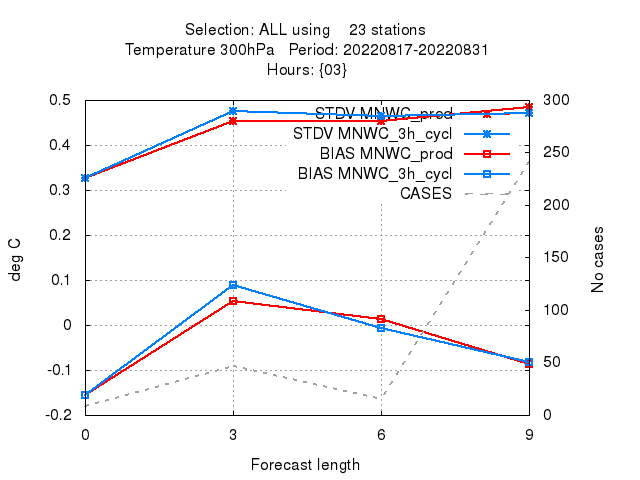 Selection: ALL using 23 stations
Temperature 300hPa Period: 20220817-20220831
Hours: {03}
0.5
0.4
0.3
0.2
0.1
0
-0.1
-0.2
deg C
STDV MNWC_prod
STDV MNWC_3h_cycl
BIAS MNWC_prod
BIAS MNWC_3h_cycl
CASES
300
250
200
150
100
50
0
No cases
0 3 6 9
Forecast length